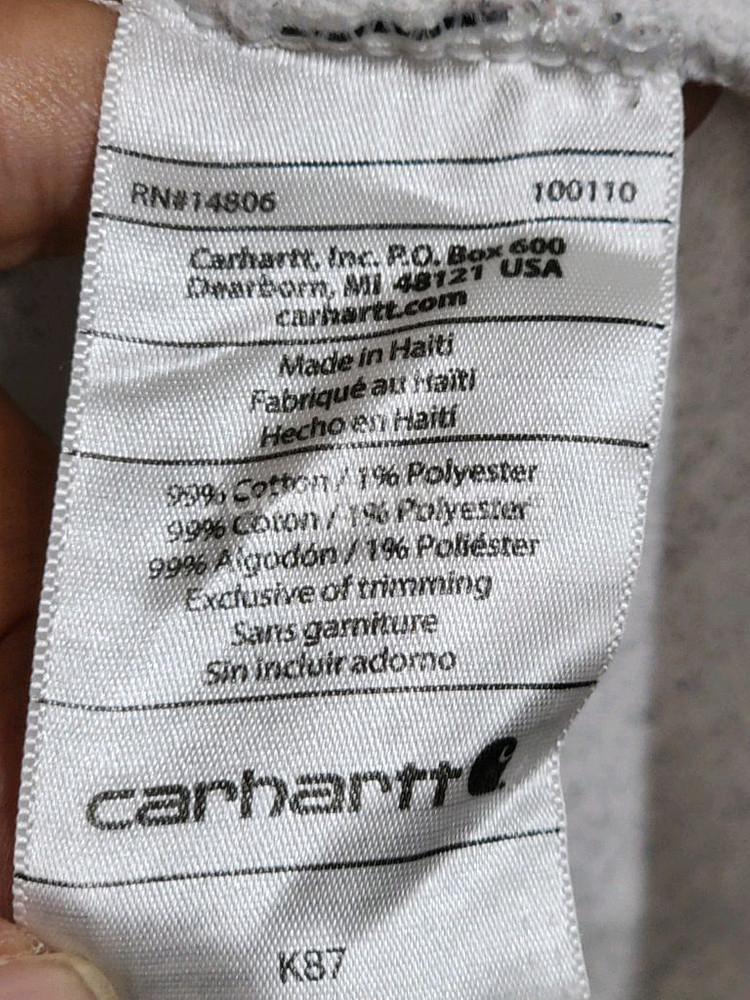 RN#14806 100110
Carhartt, Inc. P.O. Box 600
Dearborn, MI 48121 USA
carhartt.com
Made in Haiti
Fabriqué au Haïti
Hecho en Haití
99% Cotton / 1% Polyester
99% Coton / 1% Polyester
99% Algodón / 1% Poliéster
Exclusive of trimming
Sans garniture
Sin incluir adorno
carhartt
K87